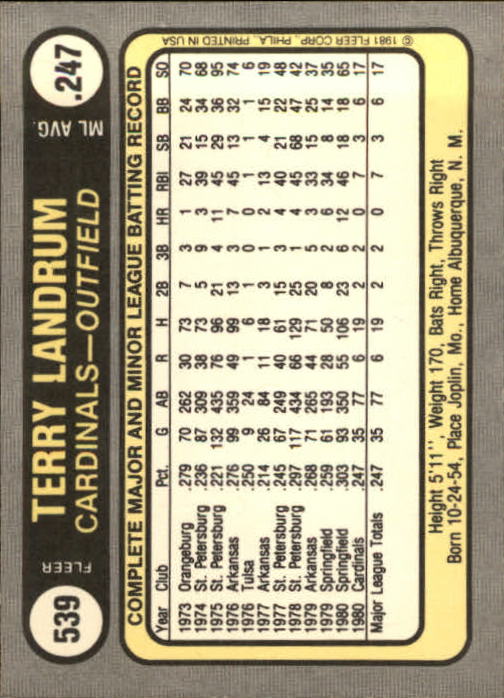 539
FLEER
TERRY LANDRUM
CARDINALS—OUTFIELD
ML AVG.
.247
COMPLETE MAJOR AND MINOR LEAGUE BATTING RECORD
Year Club Pct. G AB R H 2B 3B HR RBI SB BB SO
1973 Orangeburg .279 70 262 30 73 7 3 1 27 21 24 70
1974 St. Petersburg .236 87 309 38 73 5 9 3 39 15 34 68
1975 St. Petersburg .221 132 435 76 96 21 4 11 45 29 36 95
1976 Arkansas .276 99 359 49 99 13 3 7 45 13 32 74
1976 Tulsa .250 9 24 1 6 1 0 0 1 1 1 6
1977 Arkansas .214 26 84 11 18 3 1 2 13 4 15 19
1977 St. Petersburg .245 67 249 40 61 15 3 4 40 21 22 48
1978 St. Petersburg .297 117 434 66 129 25 1 4 45 68 47 42
1979 Arkansas .268 71 265 44 71 20 5 3 33 15 25 37
1979 Springfield .259 61 193 28 50 8 2 6 34 8 14 35
1980 Springfield .303 93 350 55 106 23 6 12 46 18 18 65
1980 Cardinals .247 35 77 6 19 2 2 0 7 3 6 17
Major League Totals .247 35 77 6 19 2 2 0 7 3 6 17
Height 5'11", Weight 170, Bats Right, Throws Right
Born 10-24-54, Place Joplin, Mo., Home Albuquerque, N. M.
© 1981 FLEER CORP., PHILA., PRINTED IN USA